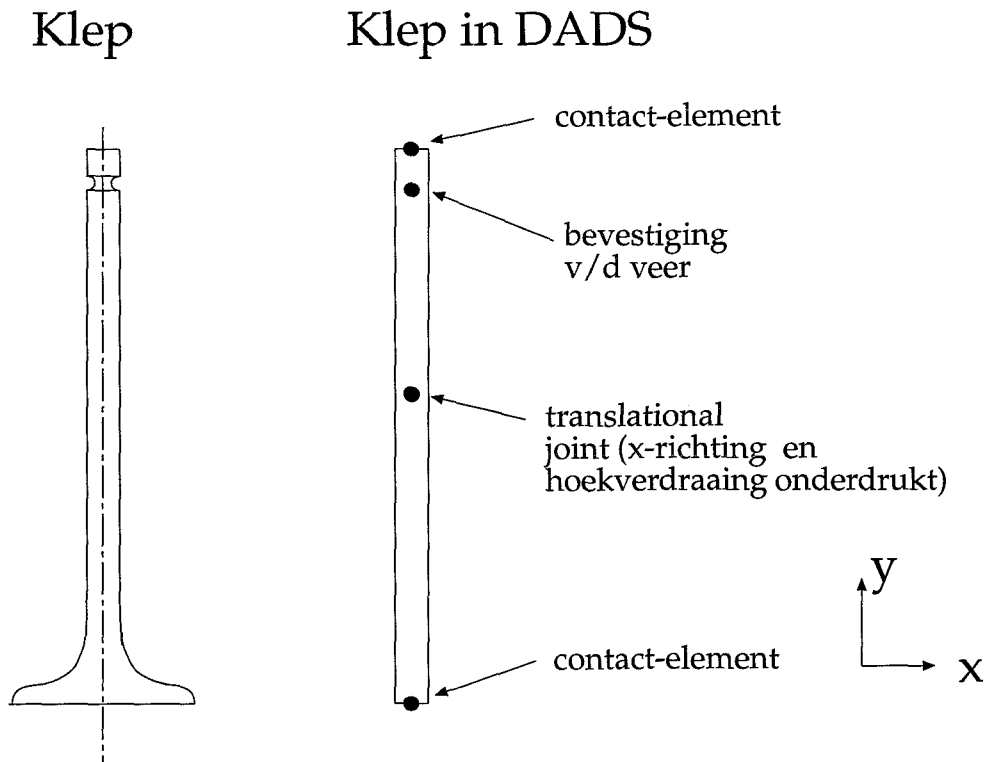 Klep
Klep in DADS
contact-element
bevestiging
v/d veer
translational
joint (x-richting en
hoekverdraaing onderdrukt)
y
contact-element
x